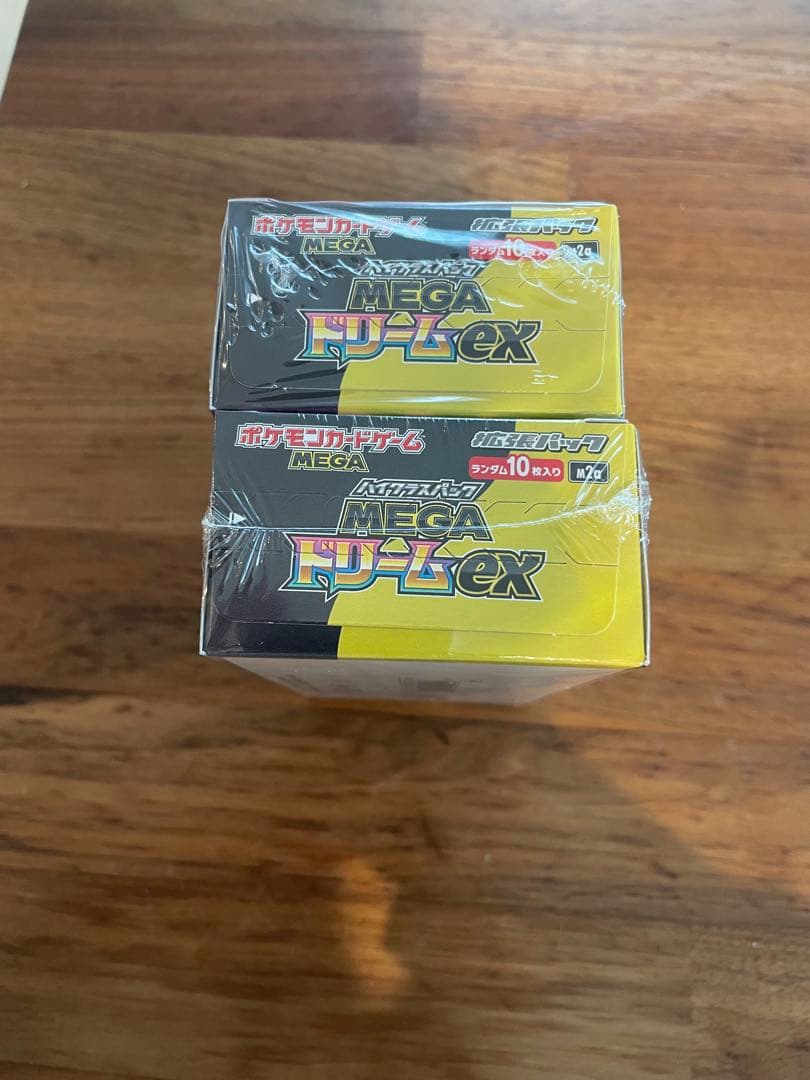 ポケモンカードゲーム
MEGA
拡張パック
ランダム10枚入り
M2a
ハイクラスパック
MEGA
ドリームex
ポケモンカードゲーム
MEGA
拡張パック
ランダム10枚入り M2a
ハイクラスパック
MEGA
ドリームex